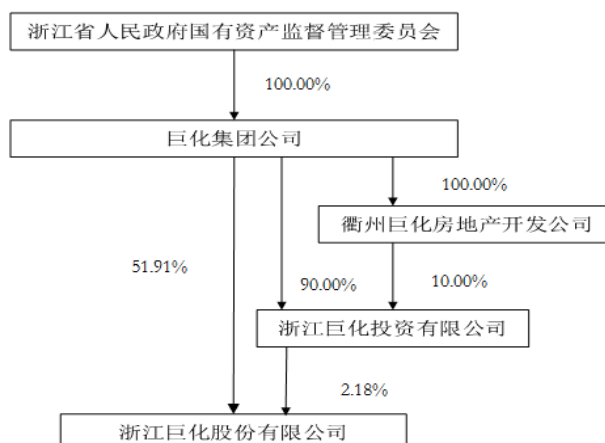 浙江省人民政府国有资产监督管理委员会
100.00%
巨化集团公司
100.00%
衢州巨化房地产开发公司
51.91%
90.00%
10.00%
浙江巨化投资有限公司
2.18%
浙江巨化股份有限公司